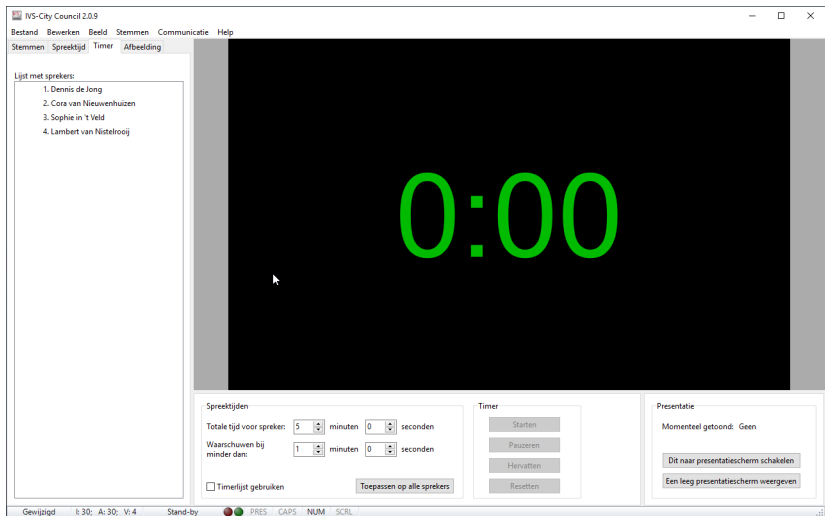 IVS-City Council 2.0.9
Bestand Bewerken Beeld Stemmen Communicatie Help
Stemmen Spreektijd Timer Afbeelding
Lijst met sprekers:
1. Dennis de Jong
2. Cora van Nieuwenhuizen
3. Sophie in 't Veld
4. Lambert van Nistelrooij
0:00
Spreektijden
Totale tijd voor spreker: 5 minuten 0 seconden
Waarschuwen bij
minder dan: 1 minuten 0 seconden
Timerlijst gebruiken
Toepassen op alle sprekers
Timer
Starten
Pauzeren
Hervatten
Resetten
Presentatie
Momenteel getoond: Geen
Dit naar presentatiescherm schakelen
Een leeg presentatiescherm weergeven
Gewijzigd I: 30; A: 30; V: 4 Stand-by PRES CAPS NUM SCRL